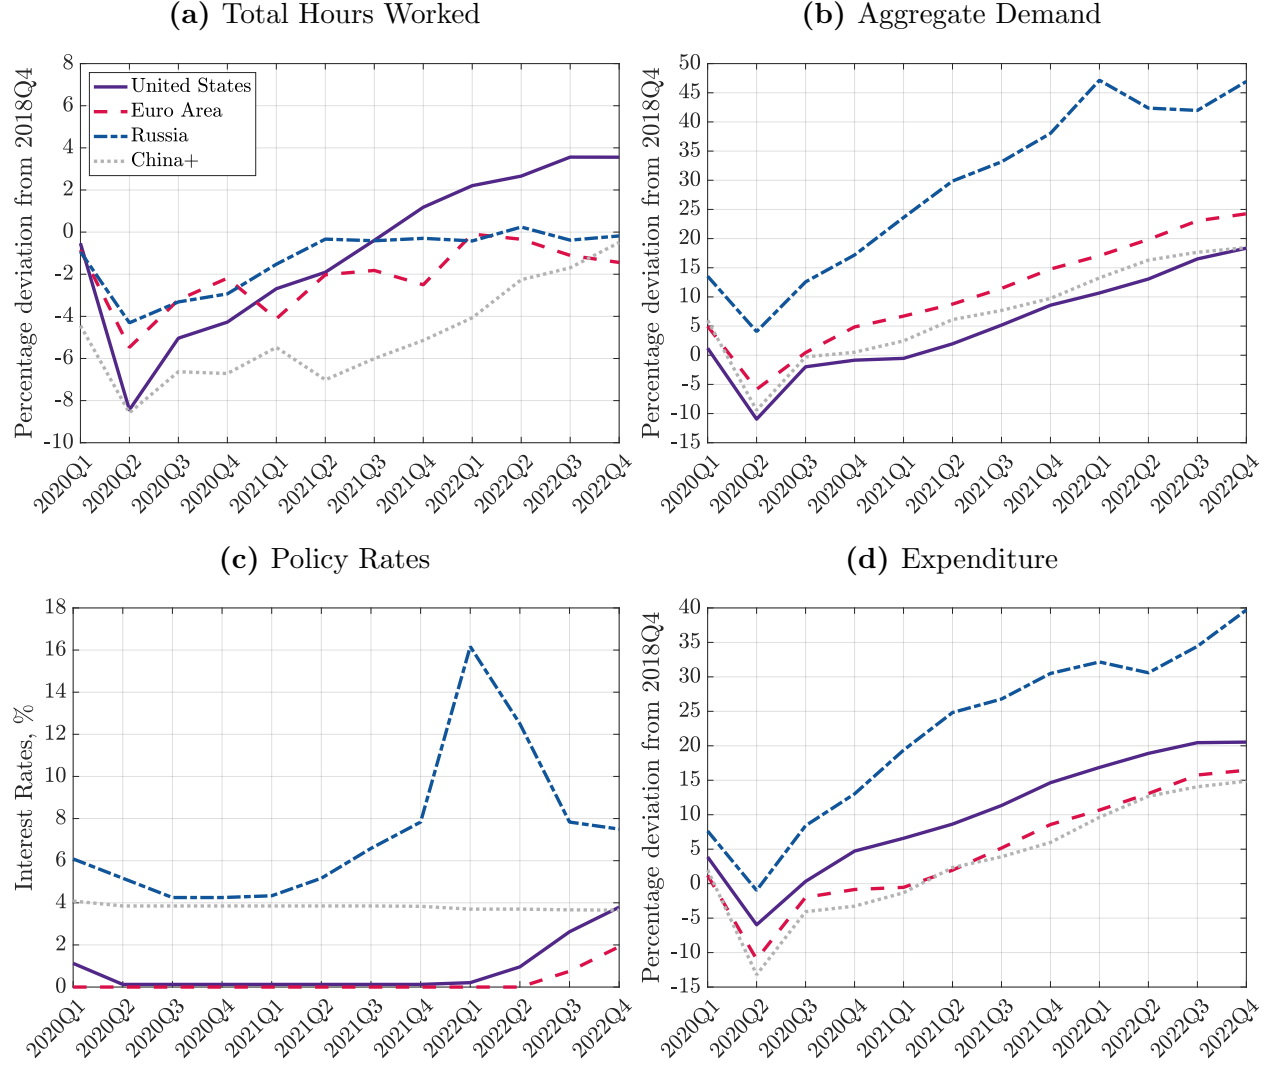 (a) Total Hours Worked
Percentage deviation from 2018Q4
8
6
4
2
0
-2
-4
-6
-8
-10
United States
Euro Area
Russia
China+
2020Q1
2020Q2
2020Q3
2020Q4
2021Q1
2021Q2
2021Q3
2021Q4
2022Q1
2022Q2
2022Q3
2022Q4
(b) Aggregate Demand
Percentage deviation from 2018Q4
50
45
40
35
30
25
20
15
10
5
0
-5
-10
-15
2020Q1
2020Q2
2020Q3
2020Q4
2021Q1
2021Q2
2021Q3
2021Q4
2022Q1
2022Q2
2022Q3
2022Q4
(c) Policy Rates
Interest Rates, %
18
16
14
12
10
8
6
4
2
0
2020Q1
2020Q2
2020Q3
2020Q4
2021Q1
2021Q2
2021Q3
2021Q4
2022Q1
2022Q2
2022Q3
2022Q4
(d) Expenditure
Percentage deviation from 2018Q4
40
35
30
25
20
15
10
5
0
-5
-10
-15
2020Q1
2020Q2
2020Q3
2020Q4
2021Q1
2021Q2
2021Q3
2021Q4
2022Q1
2022Q2
2022Q3
2022Q4